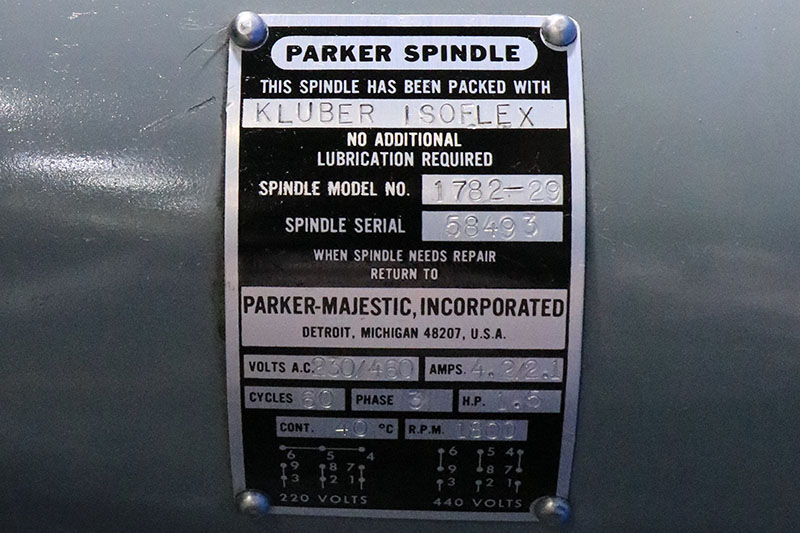 PARKER SPINDLE
THIS SPINDLE HAS BEEN PACKED WITH
KLUBER ISOFLEX
NO ADDITIONAL
LUBRICATION REQUIRED
SPINDLE MODEL NO. 1782-29
SPINDLE SERIAL 58493
WHEN SPINDLE NEEDS REPAIR
RETURN TO
PARKER-MAJESTIC, INCORPORATED
DETROIT, MICHIGAN 48207, U.S.A.
VOLTS A.C. 230/460 AMPS. 4.2/2.1
CYCLES 60 PHASE 3 H.P. 1.5
CONT. 40 °C R.P.M. 1800
6 5 4 6 5 4
9 8 7 9 8 7
3 2 1 3 2 1
220 VOLTS 440 VOLTS